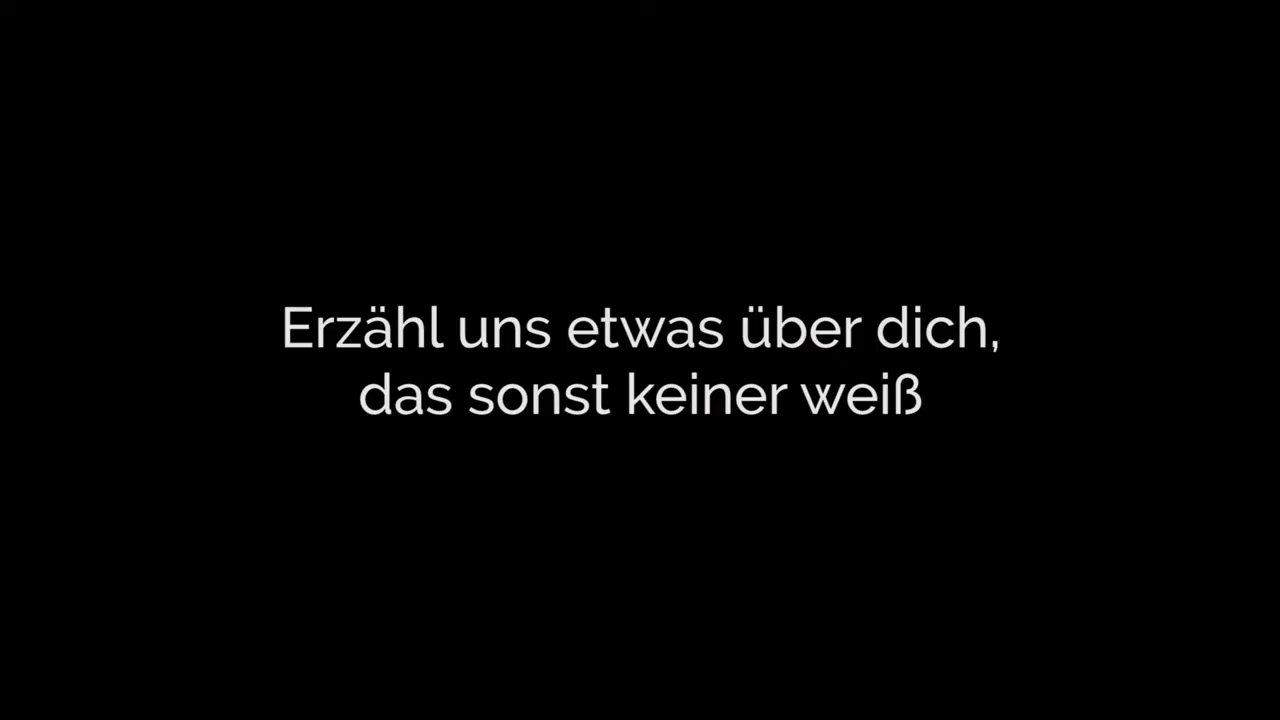 Erzähl uns etwas über dich,
das sonst keiner weiß